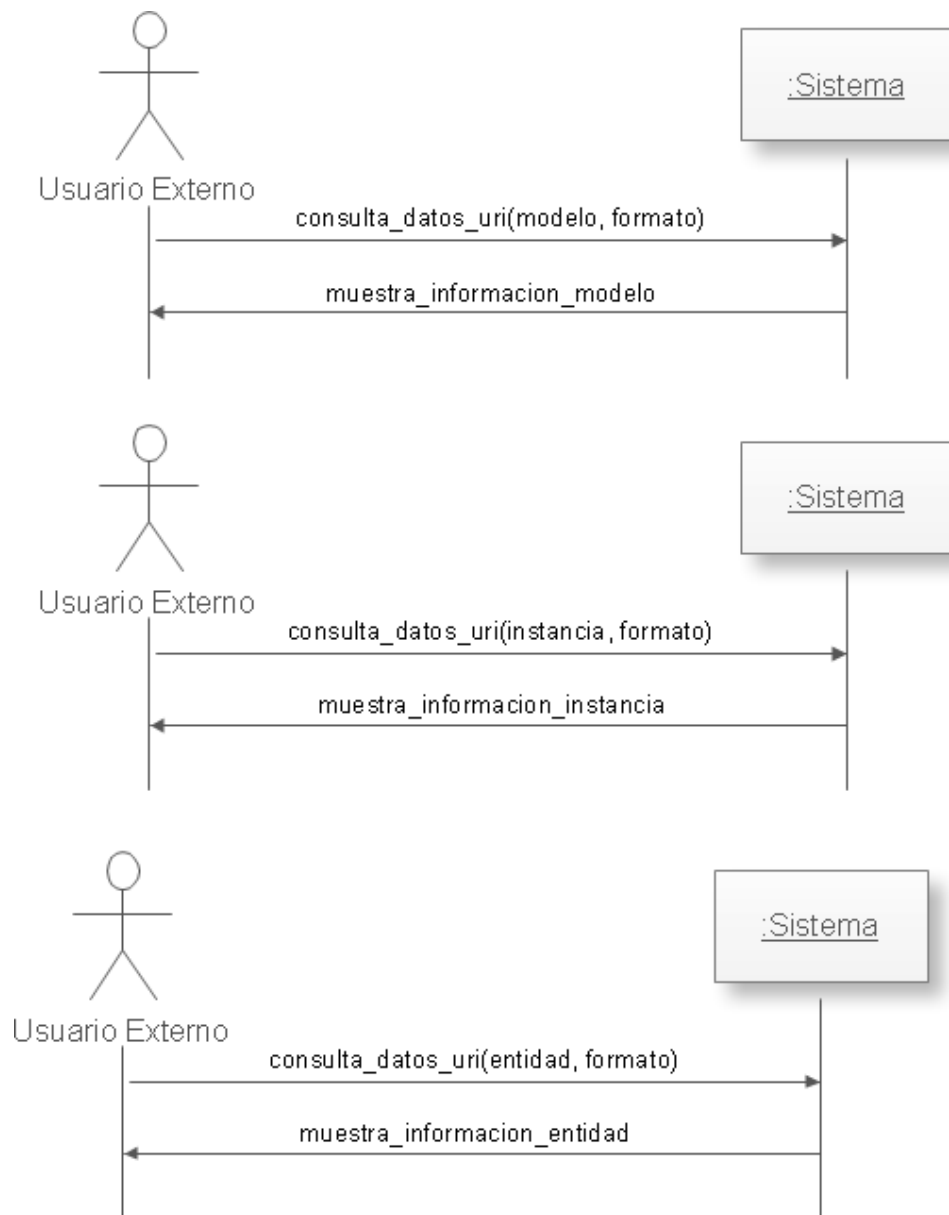 :Sistema
Usuario Externo
consulta_datos_uri(modelo, formato)
muestra_informacion_modelo
:Sistema
Usuario Externo
consulta_datos_uri(instancia, formato)
muestra_informacion_instancia
:Sistema
Usuario Externo
consulta_datos_uri(entidad, formato)
muestra_informacion_entidad